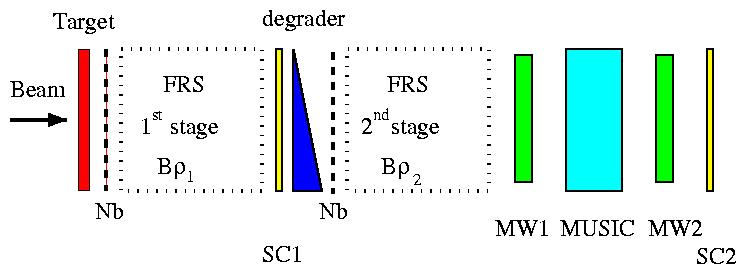 Target
degrader
Beam
FRS
1st stage
Bρ1
FRS
2nd stage
Bρ2
Nb
Nb
SC1
MW1 MUSIC MW2
SC2